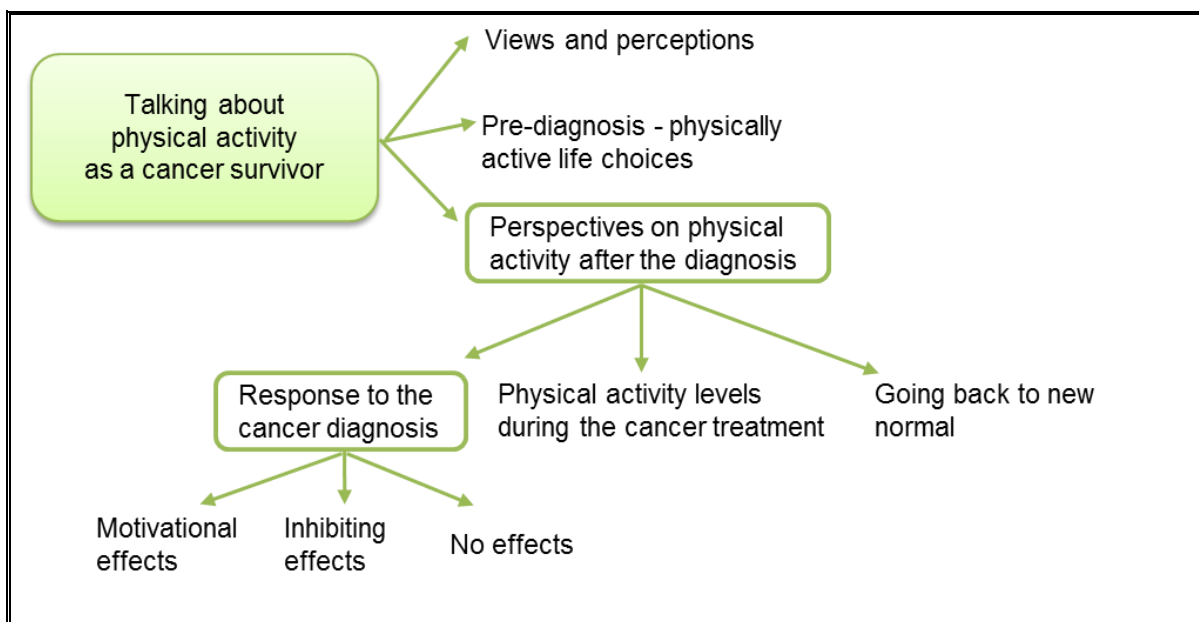 Views and perceptions
Talking about
physical activity
as a cancer survivor
Pre-diagnosis - physically
active life choices
Perspectives on physical
activity after the diagnosis
Response to the
cancer diagnosis
Physical activity levels
during the cancer treatment
Going back to new
normal
Motivational
effects
Inhibiting
effects
No effects